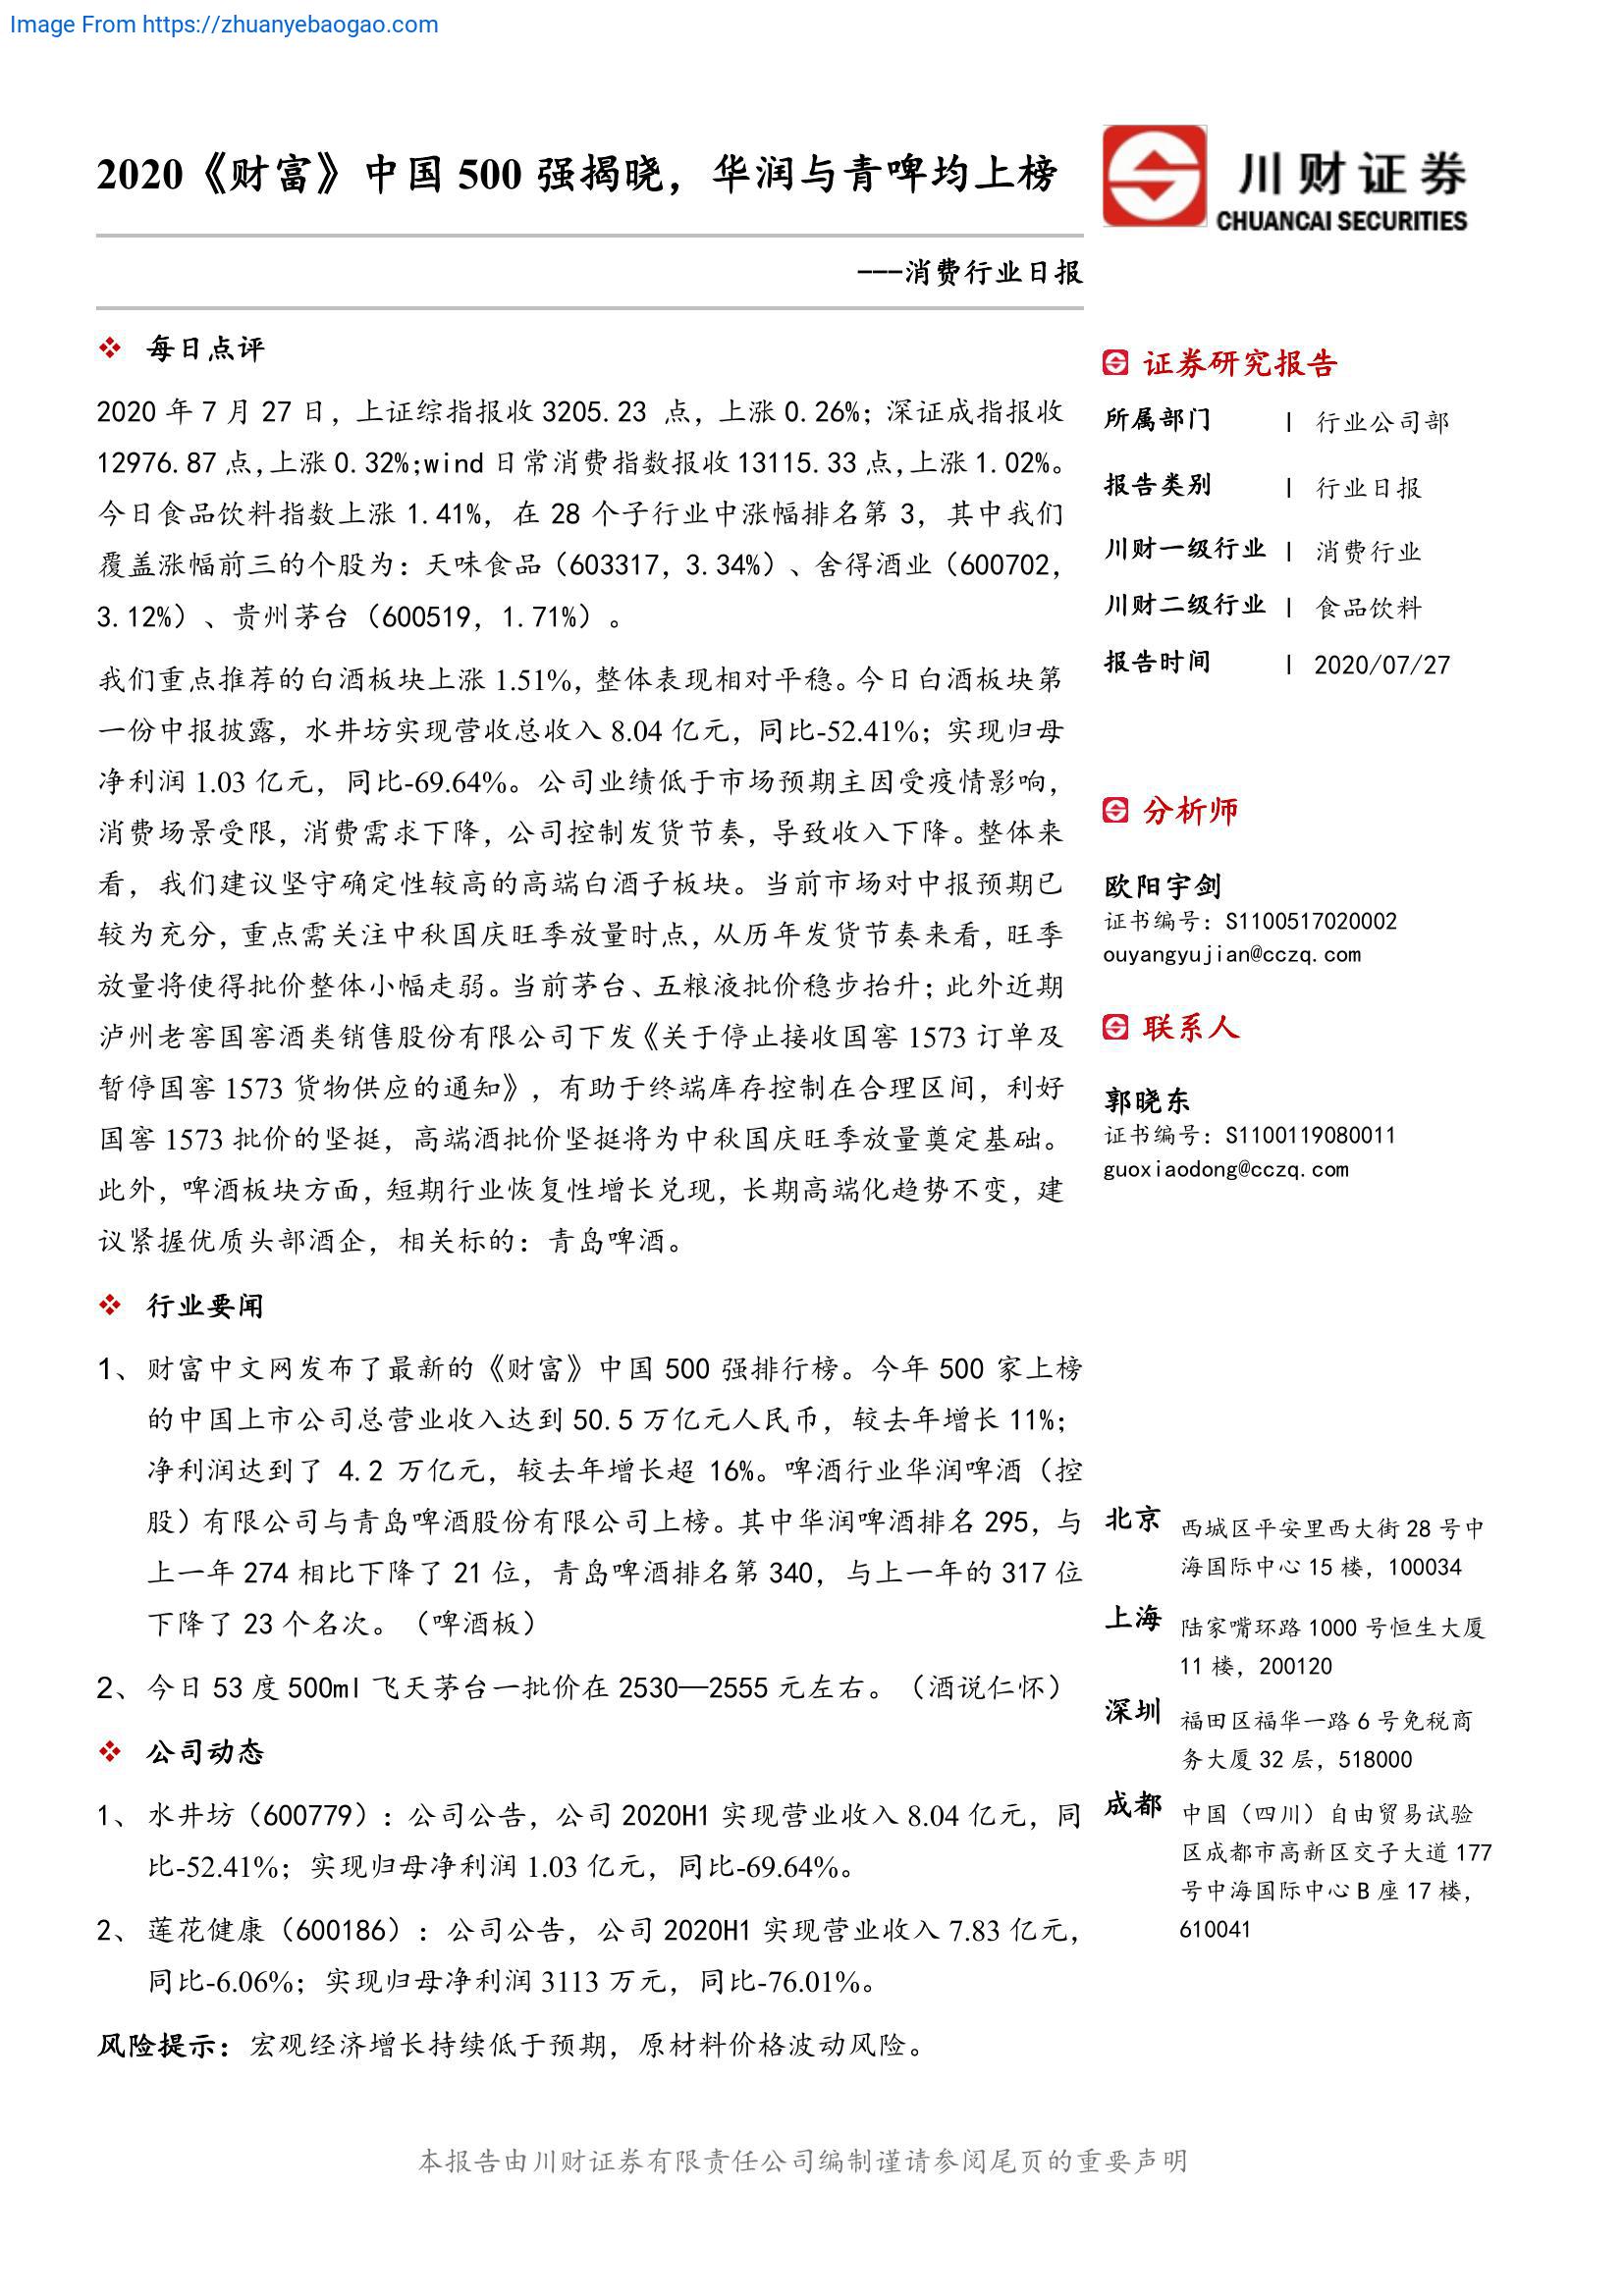 Image From https://zhuanyebaogao.com
2020《财富》中国 500 强揭晓，华润与青啤均上榜
---消费行业日报
川财证券
CHUANCAI SECURITIES
❖ 每日点评
2020 年 7 月 27 日，上证综指报收 3205.23 点，上涨 0.26%；深证成指报收
12976.87 点,上涨 0.32%;wind 日常消费指数报收 13115.33 点,上涨 1.02%。
今日食品饮料指数上涨 1.41%，在 28 个子行业中涨幅排名第 3，其中我们
覆盖涨幅前三的个股为：天味食品（603317，3.34%）、舍得酒业（600702，
3.12%）、贵州茅台（600519，1.71%）。
我们重点推荐的白酒板块上涨 1.51%，整体表现相对平稳。今日白酒板块第
一份中报披露，水井坊实现营收总收入 8.04 亿元，同比-52.41%；实现归母
净利润 1.03 亿元，同比-69.64%。公司业绩低于市场预期主因受疫情影响，
消费场景受限，消费需求下降，公司控制发货节奏，导致收入下降。整体来
看，我们建议坚守确定性较高的高端白酒子板块。当前市场对中报预期已
较为充分，重点需关注中秋国庆旺季放量时点，从历年发货节奏来看，旺季
放量将使得批价整体小幅走弱。当前茅台、五粮液批价稳步抬升；此外近期
泸州老窖国窖酒类销售股份有限公司下发《关于停止接收国窖 1573 订单及
暂停国窖 1573 货物供应的通知》，有助于终端库存控制在合理区间，利好
国窖 1573 批价的坚挺，高端酒批价坚挺将为中秋国庆旺季放量奠定基础。
此外，啤酒板块方面，短期行业恢复性增长兑现，长期高端化趋势不变，建
议紧握优质头部酒企，相关标的：青岛啤酒。
❖ 行业要闻
1、 财富中文网发布了最新的《财富》中国 500 强排行榜。今年 500 家上榜
的中国上市公司总营业收入达到 50.5 万亿元人民币，较去年增长 11%；
净利润达到了 4.2 万亿元，较去年增长超 16%。啤酒行业华润啤酒（控
股）有限公司与青岛啤酒股份有限公司上榜。其中华润啤酒排名 295，与
上一年 274 相比下降了 21 位，青岛啤酒排名第 340，与上一年的 317 位
下降了 23 个名次。（啤酒板）
2、 今日 53 度 500ml 飞天茅台一批价在 2530—2555 元左右。（酒说仁怀）
❖ 公司动态
1、 水井坊（600779）：公司公告，公司 2020H1 实现营业收入 8.04 亿元，同
比-52.41%；实现归母净利润 1.03 亿元，同比-69.64%。
2、 莲花健康（600186）：公司公告，公司 2020H1 实现营业收入 7.83 亿元，
同比-6.06%；实现归母净利润 3113 万元，同比-76.01%。
风险提示：宏观经济增长持续低于预期，原材料价格波动风险。
证券研究报告
所属部门 | 行业公司部
报告类别 | 行业日报
川财一级行业 | 消费行业
川财二级行业 | 食品饮料
报告时间 | 2020/07/27
分析师
欧阳宇剑
证书编号：S1100517020002
ouyangyujian@cczq.com
联系人
郭晓东
证书编号：S1100119080011
guoxiaodong@cczq.com
北京 西城区平安里西大街 28 号中
海国际中心 15 楼，100034
上海 陆家嘴环路 1000 号恒生大厦
11 楼，200120
深圳 福田区福华一路 6 号免税商
务大厦 32 层，518000
成都 中国（四川）自由贸易试验
区成都市高新区交子大道 177
号中海国际中心 B 座 17 楼，
610041
本报告由川财证券有限责任公司编制谨请参阅尾页的重要声明